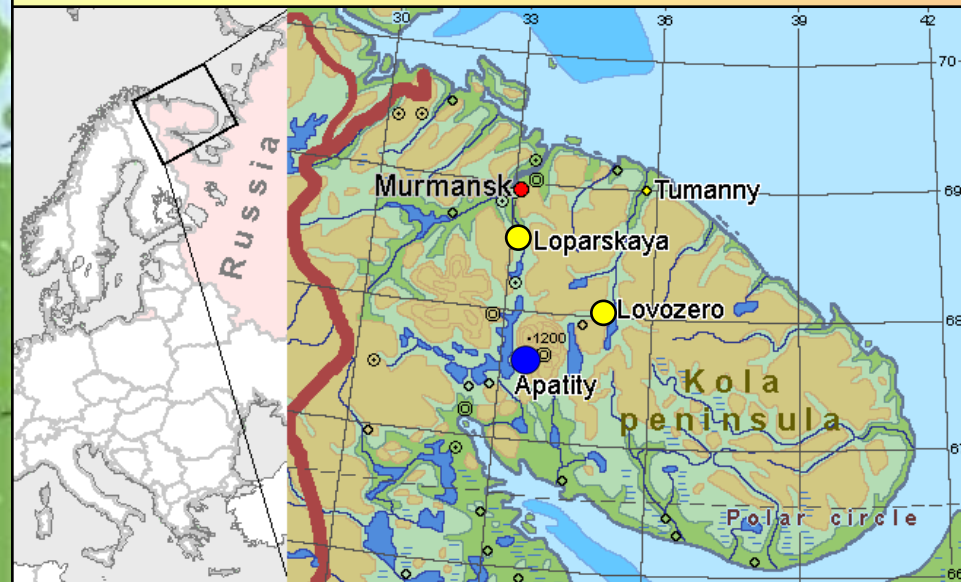 30
33
36
39
42
70
Russia
Murmansk
Tumanny
69
Loparskaya
Lovozero
68
1200
Apatity
Kola
peninsula
67
Polar circle
66